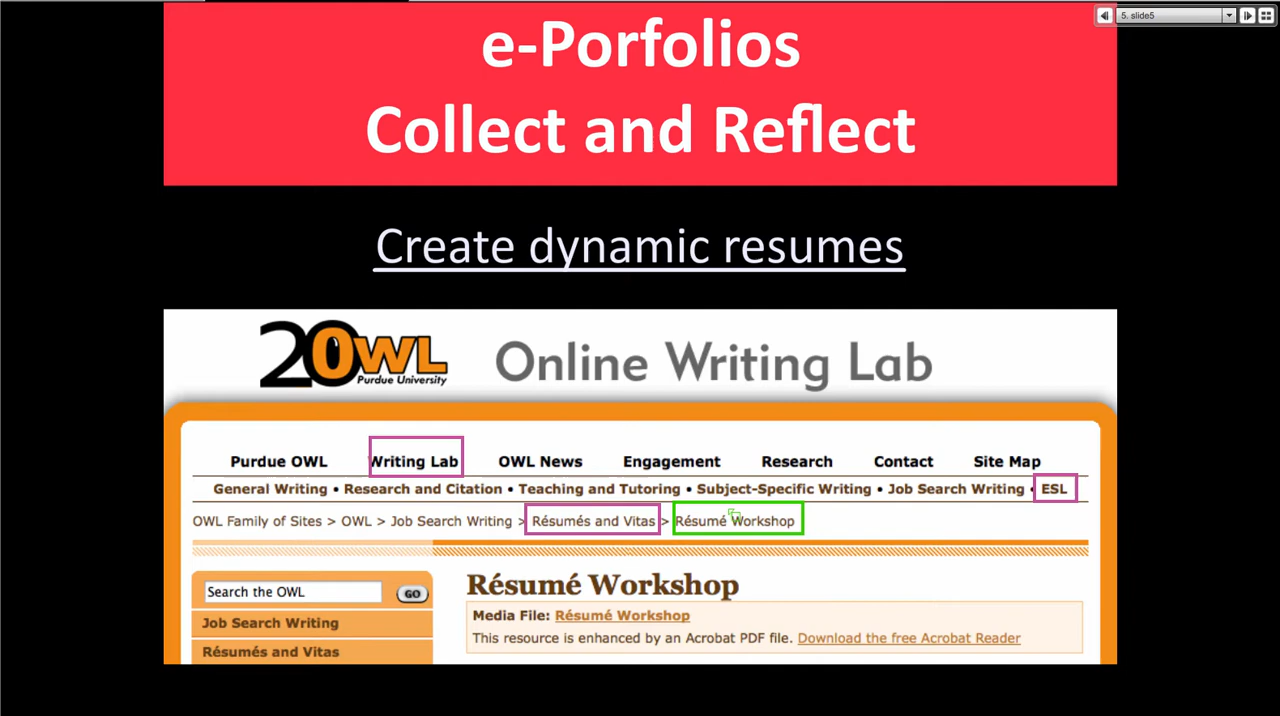 5. slide5
e-Porfolios
Collect and Reflect
Create dynamic resumes
20 OWL
Purdue University
Online Writing Lab
Purdue OWL Writing Lab OWL News Engagement Research Contact Site Map
General Writing • Research and Citation • Teaching and Tutoring • Subject-Specific Writing • Job Search Writing • ESL
OWL Family of Sites > OWL > Job Search Writing > Résumés and Vitas > Résumé Workshop
Search the OWL GO
Job Search Writing
Résumés and Vitas
Résumé Workshop
Media File: Résumé Workshop
This resource is enhanced by an Acrobat PDF file. Download the free Acrobat Reader